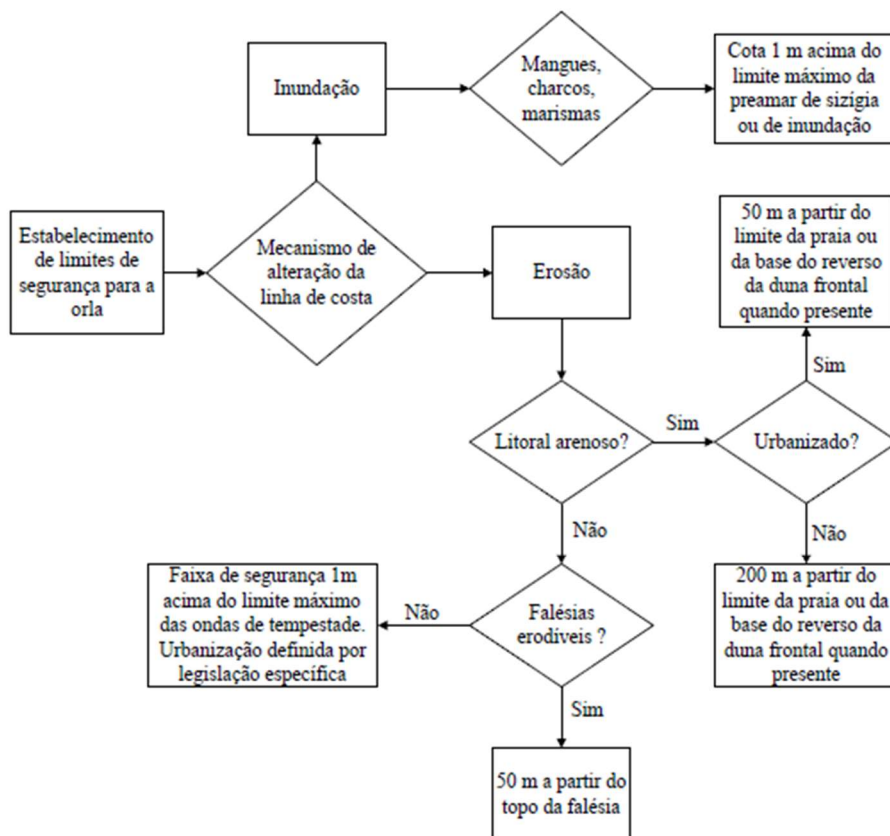 Inundação
Mangues,
charcos,
marismas
Cota 1 m acima do
limite máximo da
preamar de sizígia
ou de inundação
Estabelecimento
de limites de
segurança para a
orla
Mecanismo de
alteração da
linha de costa
Erosão
50 m a partir do
limite da praia ou
da base do reverso
da duna frontal
quando presente
Sim
Litoral arenoso?
Sim
Urbanizado?
Não
Não
Faixa de segurança 1m
acima do limite máximo
das ondas de tempestade.
Urbanização definida por
legislação específica
Não
Falésias
erodíveis ?
200 m a partir do
limite da praia ou da
base do reverso da
duna frontal quando
presente
Sim
50 m a partir do
topo da falésia